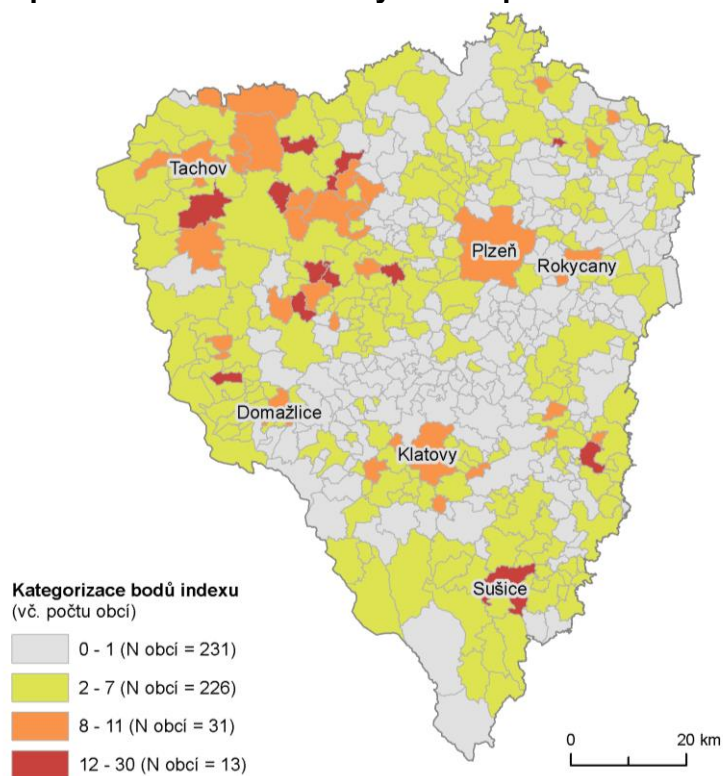 Tachov
Plzeň
Rokycany
Domažlice
Klatovy
Sušice
Kategorizace bodů indexu
(vč. počtu obcí)
0 - 1 (N obcí = 231)
2 - 7 (N obcí = 226)
8 - 11 (N obcí = 31)
12 - 30 (N obcí = 13)
0 20 km